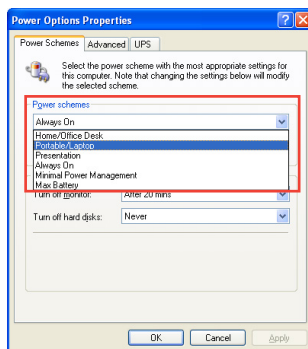 Power Options Properties
Power Schemes Advanced UPS
Select the power scheme with the most appropriate settings for
this computer. Note that changing the settings below will modify
the selected scheme.
Power schemes
Always On
Home/Office Desk
Portable/Laptop
Presentation
Always On
Minimal Power Management
Max Battery
Turn off monitor: After 20 mins
Turn off hard disks: Never
OK Cancel Apply